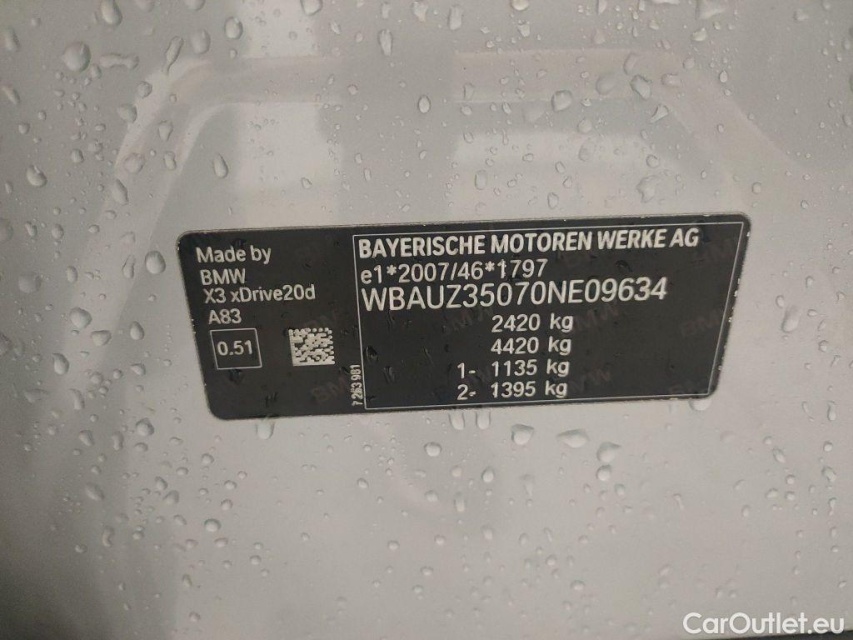 Made by
BMW
X3 xDrive20d
A83
0.51
7 263 981
BAYERISCHE MOTOREN WERKE AG
e1*2007/46*1797
WBAUZ35070NE09634
2420 kg
4420 kg
1- 1135 kg
2- 1395 kg
CarOutlet.eu